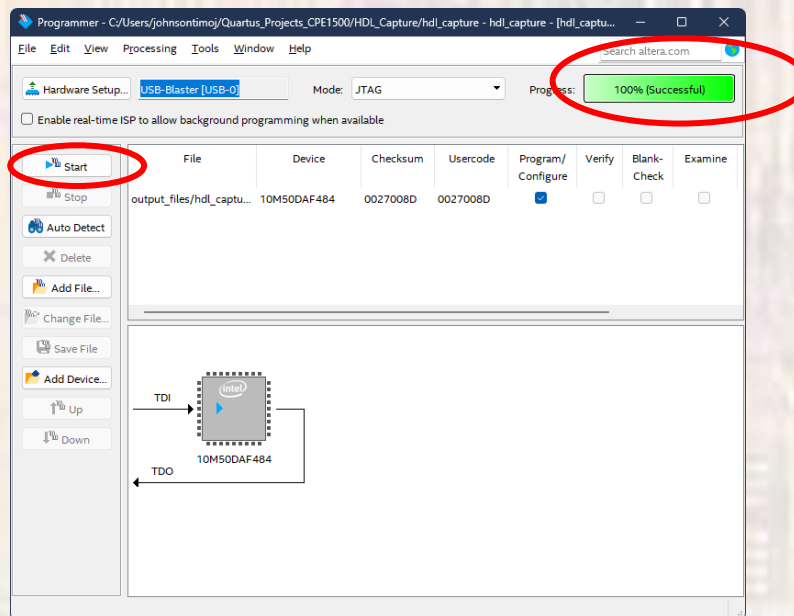 Programmer - C:/Users/johnsontimoj/Quartus_Projects_CPE1500/HDL_Capture/hdl_capture - hdl_capture - [hdl_captu...
File Edit View Processing Tools Window Help
Search altera.com
Hardware Setup... USB-Blaster [USB-0] Mode: JTAG Progress: 100% (Successful)
Enable real-time ISP to allow background programming when available
Start
Stop
Auto Detect
Delete
Add File...
Change File...
Save File
Add Device...
Up
Down
File Device Checksum Usercode Program/ Verify Blank- Examine
Configure Check
output_files/hdl_captu... 10M50DAF484 0027008D 0027008D
intel
TDI
10M50DAF484
TDO